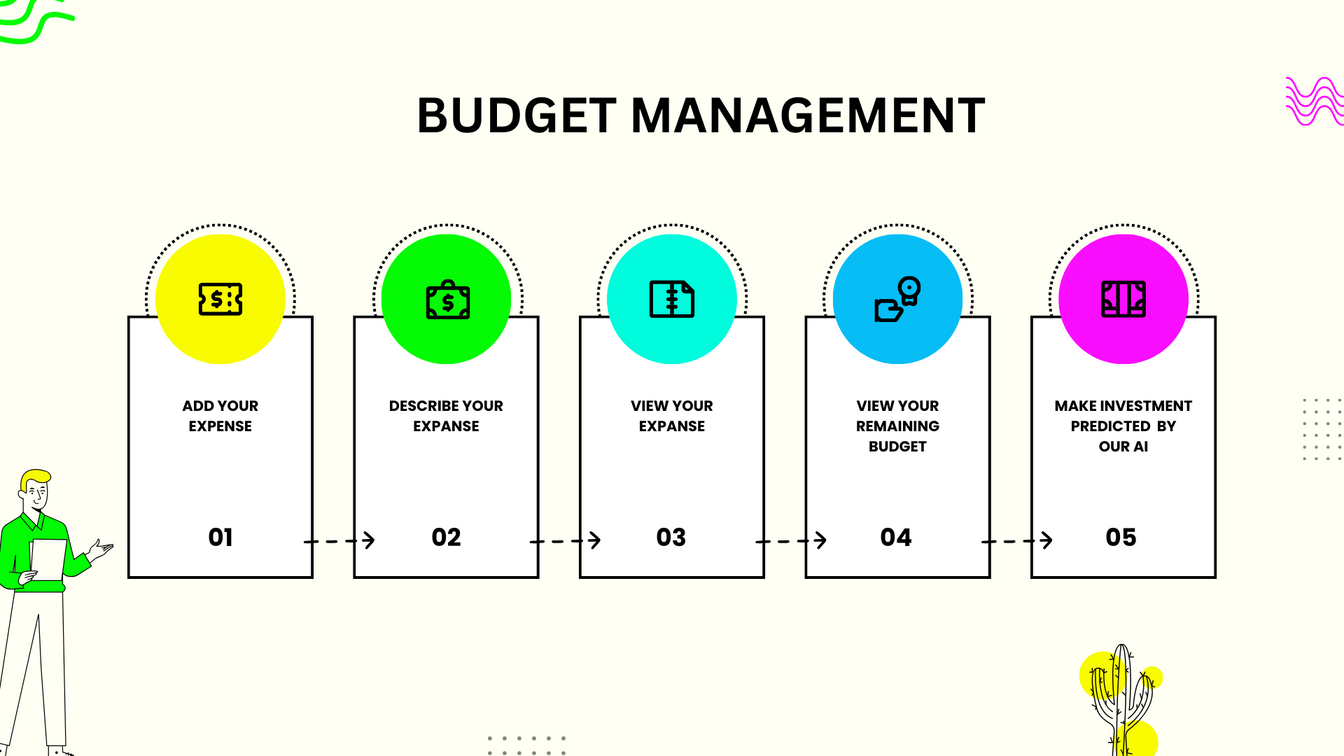 BUDGET MANAGEMENT
ADD YOUR
EXPENSE
01
DESCRIBE YOUR
EXPANSE
02
VIEW YOUR
EXPANSE
03
VIEW YOUR
REMAINING
BUDGET
04
MAKE INVESTMENT
PREDICTED BY
OUR AI
05